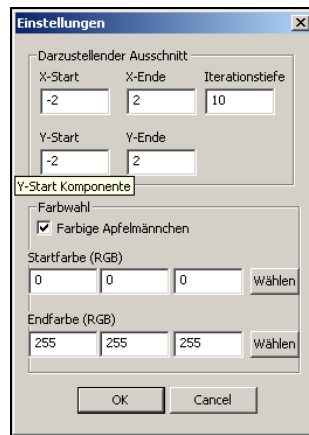 Einstellungen
Darzustellender Ausschnitt
X-Start X-Ende Iterationstiefe
-2 2 10
Y-Start Y-Ende
-2 2
Y-Start Komponente
Farbwahl
Farbige Apfelmännchen
Startfarbe (RGB)
0 0 0 Wählen
Endfarbe (RGB)
255 255 255 Wählen
OK Cancel